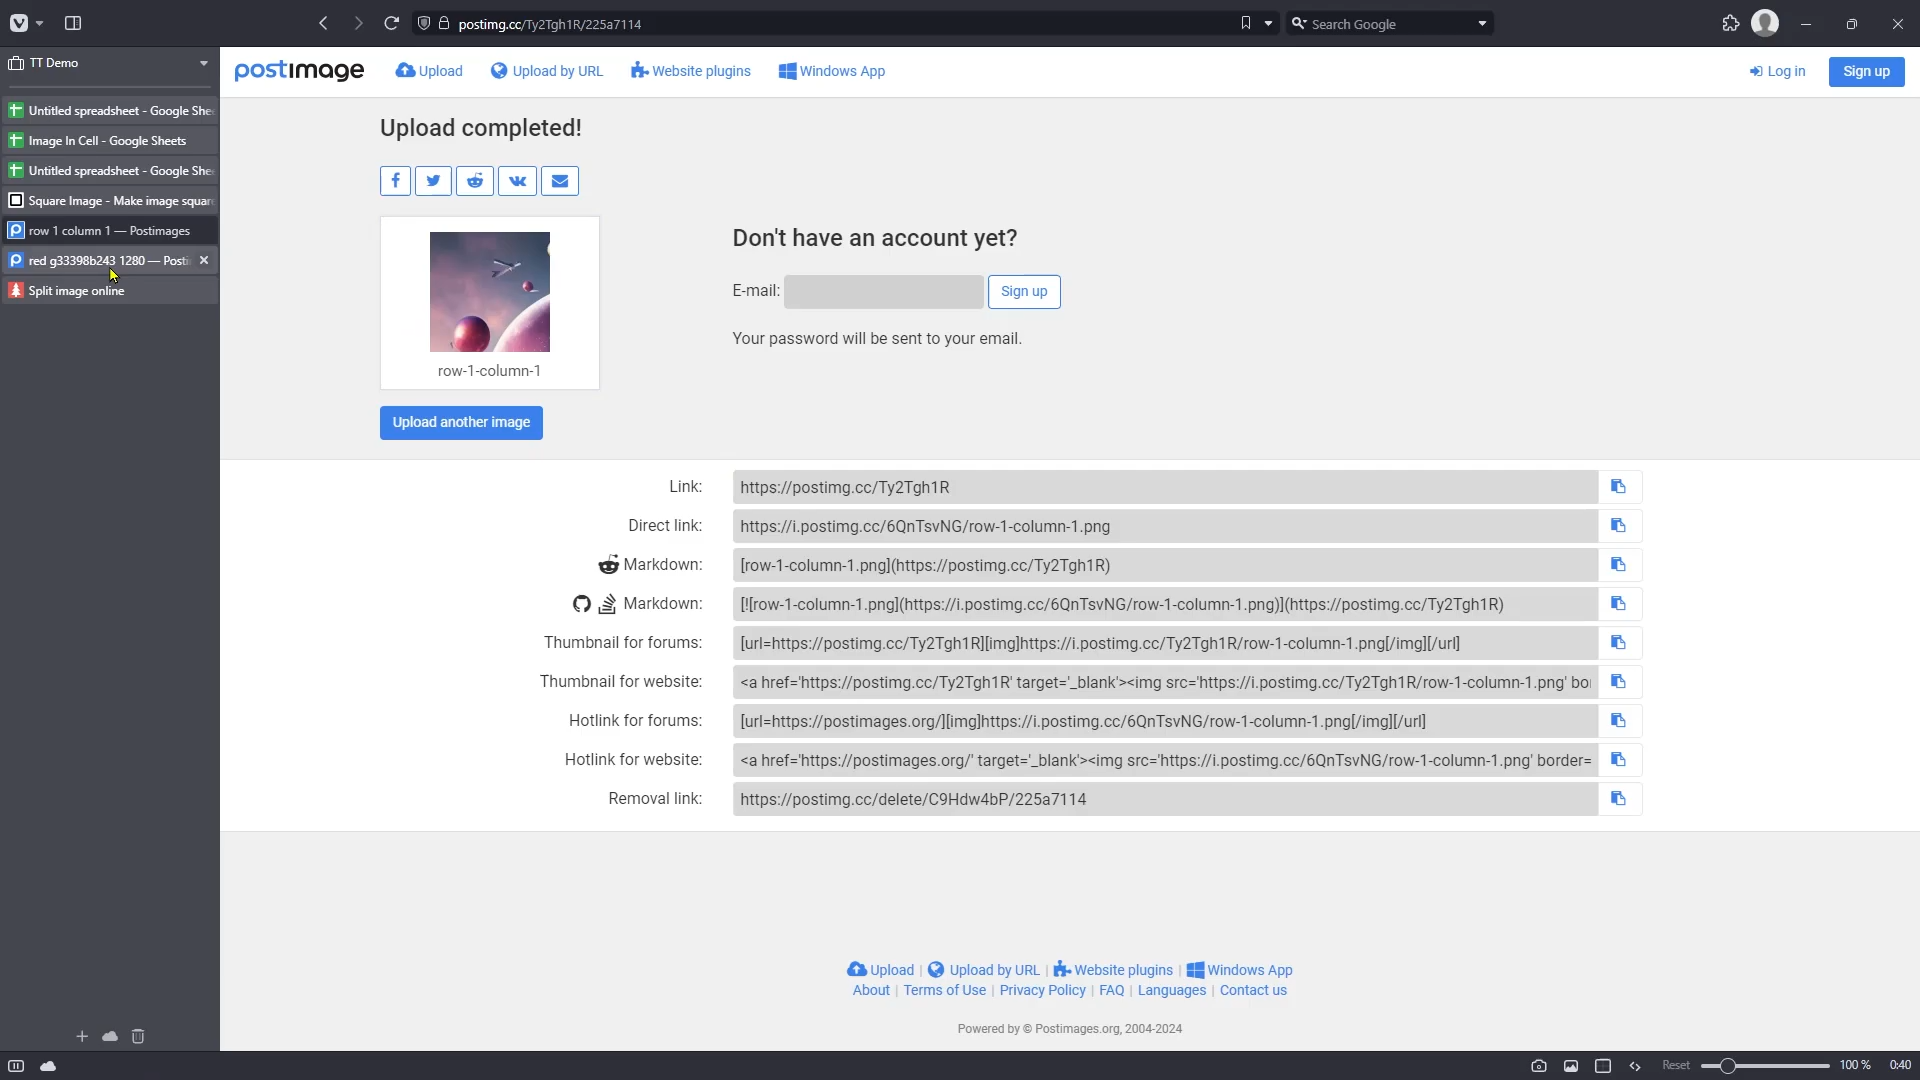 postimg.cc/Ty2Tgh1R/225a7114
Search Google
TT Demo
Untitled spreadsheet - Google She
Image In Cell - Google Sheets
Untitled spreadsheet - Google She
Square Image - Make image squar
row 1 column 1 — Postimages
red g33398b243 1280 — Posti
Split image online
postimage
Upload
Upload by URL
Website plugins
Windows App
Log in
Sign up
Upload completed!
row-1-column-1
Upload another image
Don't have an account yet?
E-mail:
Sign up
Your password will be sent to your email.
Link: https://postimg.cc/Ty2Tgh1R
Direct link: https://i.postimg.cc/6QnTsvNG/row-1-column-1.png
Markdown: [row-1-column-1.png](https://postimg.cc/Ty2Tgh1R)
Markdown: [![row-1-column-1.png](https://i.postimg.cc/6QnTsvNG/row-1-column-1.png)](https://postimg.cc/Ty2Tgh1R)
Thumbnail for forums: [url=https://postimg.cc/Ty2Tgh1R][img]https://i.postimg.cc/Ty2Tgh1R/row-1-column-1.png[/img][/url]
Thumbnail for website: <a href='https://postimg.cc/Ty2Tgh1R' target='_blank'><img src='https://i.postimg.cc/Ty2Tgh1R/row-1-column-1.png' bo
Hotlink for forums: [url=https://postimages.org/][img]https://i.postimg.cc/6QnTsvNG/row-1-column-1.png[/img][/url]
Hotlink for website: <a href='https://postimages.org/' target='_blank'><img src='https://i.postimg.cc/6QnTsvNG/row-1-column-1.png' border=
Removal link: https://postimg.cc/delete/C9Hdw4bP/225a7114
Upload | Upload by URL | Website plugins | Windows App
About | Terms of Use | Privacy Policy | FAQ | Languages | Contact us
Powered by © Postimages.org, 2004-2024
Reset
100 %
0:40